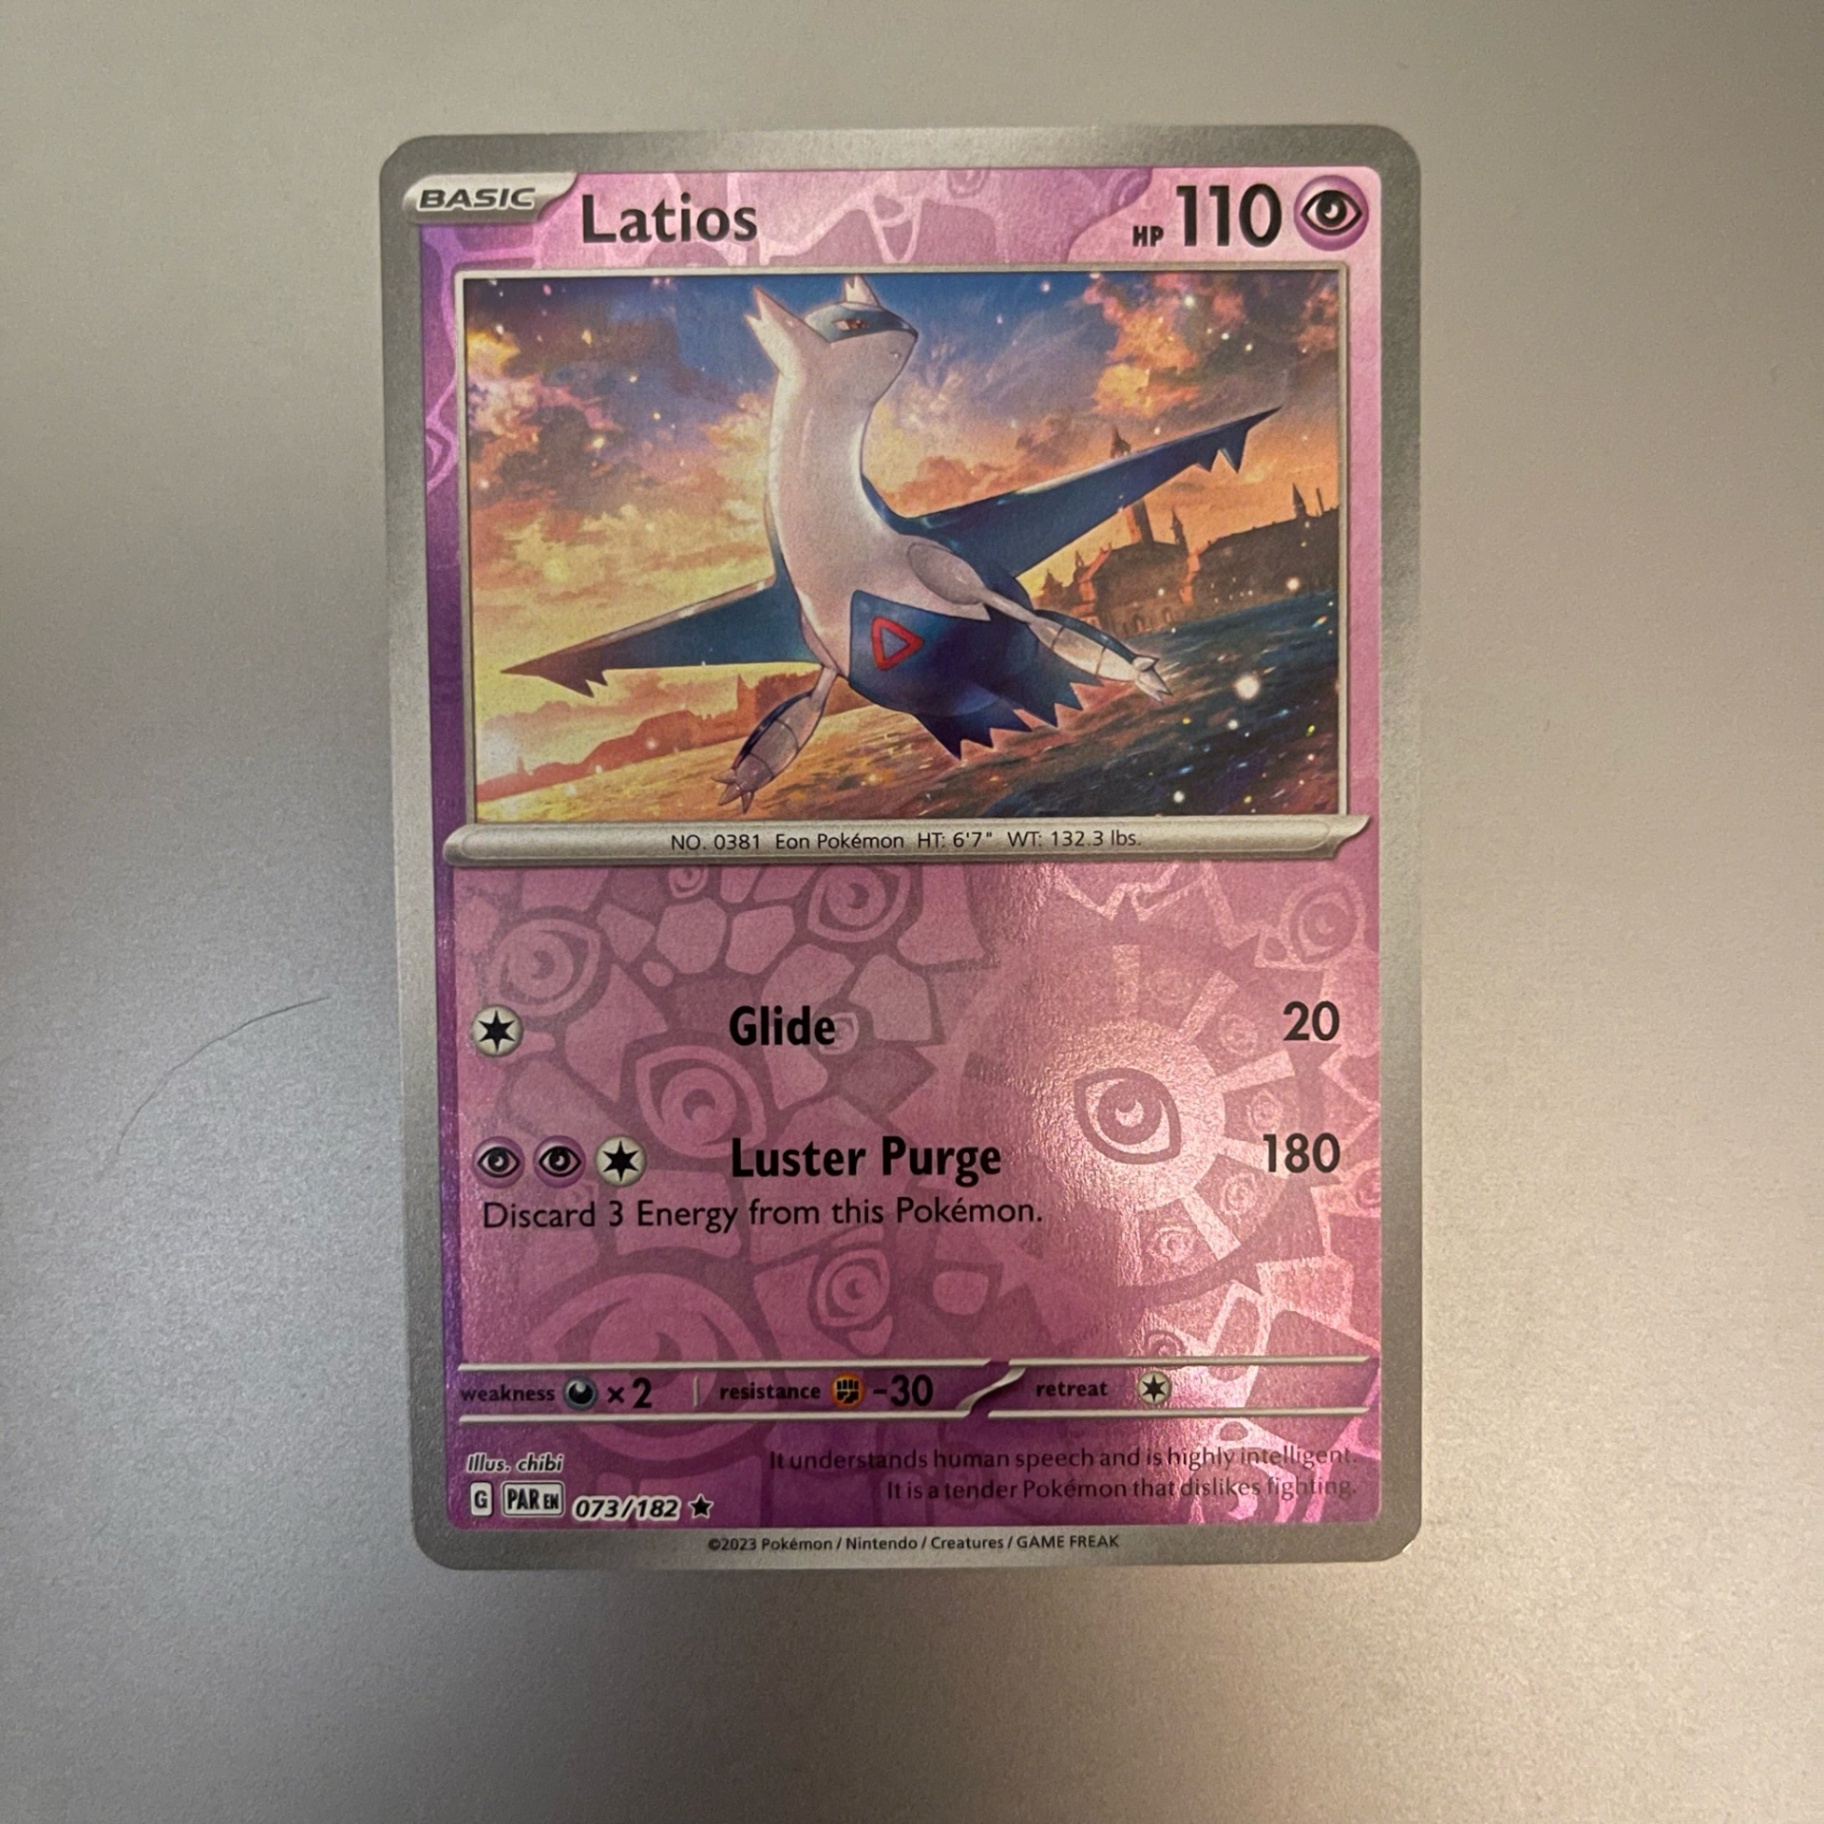 BASIC
Latios
HP 110
NO. 0381 Eon Pokémon HT: 6'7" WT: 132.3 lbs.
Glide 20
Luster Purge 180
Discard 3 Energy from this Pokémon.
weakness ×2 resistance -30 retreat
Illus. chibi
It understands human speech and is highly intelligent.
It is a tender Pokémon that dislikes fighting.
G PAR EN 073/182
©2023 Pokémon / Nintendo / Creatures / GAME FREAK